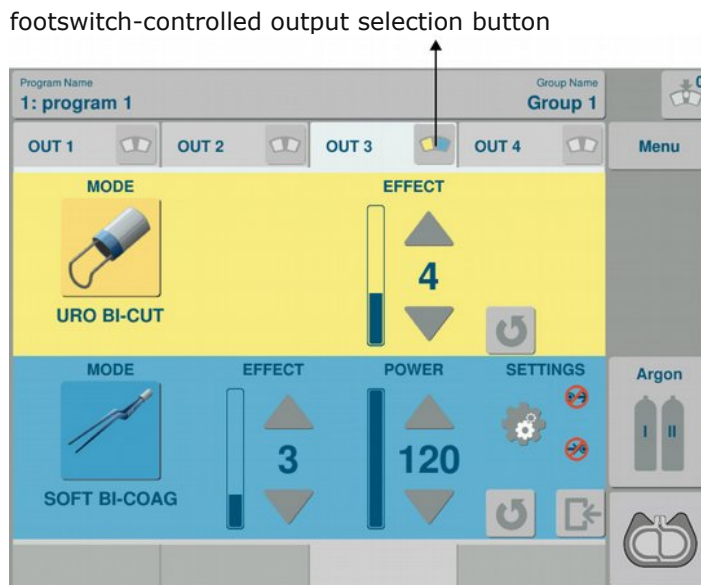 footswitch-controlled output selection button
Program Name
Group Name
1: program 1
Group 1
OUT 1
OUT 2
OUT 3
OUT 4
Menu
MODE
EFFECT
4
URO BI-CUT
MODE
EFFECT
POWER
SETTINGS
Argon
I
II
3
120
SOFT BI-COAG